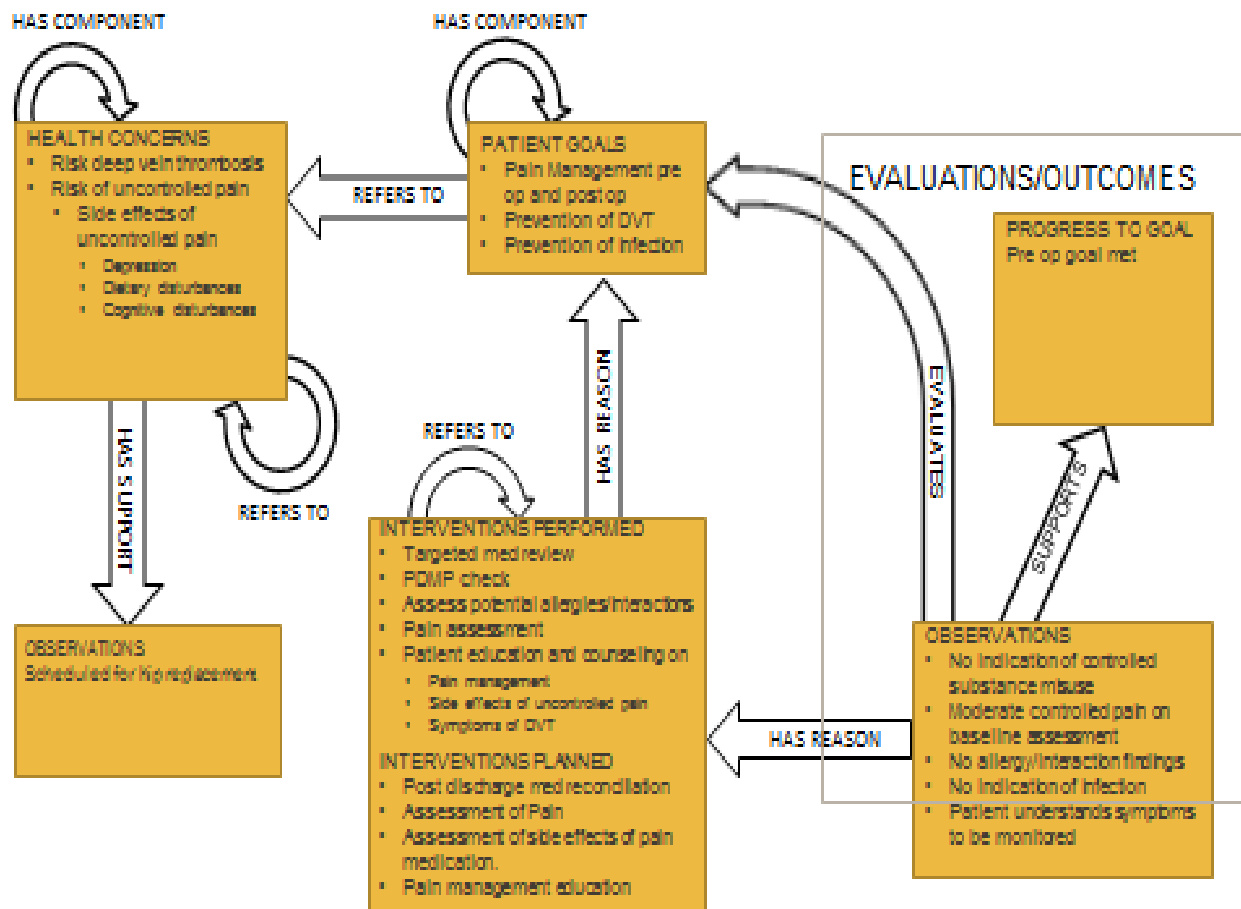 HAS COMPONENT
HEALTH CONCERNS
▪ Risk deep vein thrombosis
▪ Risk of uncontrolled pain
▪ Side effects of
uncontrolled pain
▪ Depression
▪ Dietary disturbances
▪ Cognitive disturbances
REFERS TO
HAS SUPPORT
OBSERVATIONS
Scheduled for hip replacement
HAS COMPONENT
PATIENT GOALS
▪ Pain Management pre
op and post op
▪ Prevention of DVT
▪ Prevention of Infection
REFERS TO
HAS REASON
REFERS TO
INTERVENTIONS PERFORMED
▪ Targeted med review
▪ PDMP check
▪ Assess potential allergies/interactors
▪ Pain assessment
▪ Patient education and counseling on
▪ Pain management
▪ Side effects of uncontrolled pain
▪ Symptoms of DVT
INTERVENTIONS PLANNED
▪ Post discharge med reconciliation
▪ Assessment of Pain
▪ Assessment of side effects of pain
medication.
▪ Pain management education
EVALUATIONS/OUTCOMES
PROGRESS TO GOAL
Pre op goal met
EVALUATES
SUPPORTS
HAS REASON
OBSERVATIONS
▪ No indication of controlled
substance misuse
▪ Moderate controlled pain on
baseline assessment
▪ No allergy/interaction findings
▪ No indication of infection
▪ Patient understands symptoms
to be monitored